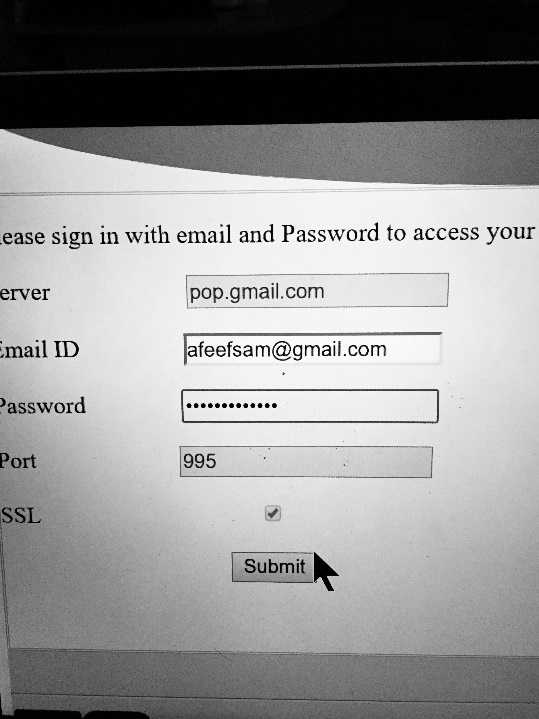 lease sign in with email and Password to access your
erver pop.gmail.com
Email ID afeefsam@gmail.com
Password •••••••••••••
Port 995
SSL
Submit